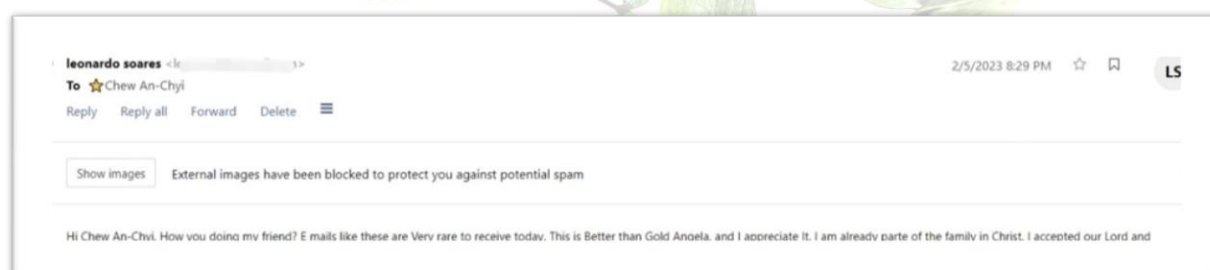 leonardo soares
2/5/2023 8:29 PM
LS
To Chew An-Chyi
Reply Reply all Forward Delete
Show images External images have been blocked to protect you against potential spam
Hi Chew An-Chyi. How you doing my friend? E mails like these are Very rare to receive today. This is Better than Gold Angela. and I appreciate It. I am already parte of the family in Christ. I accepted our Lord and